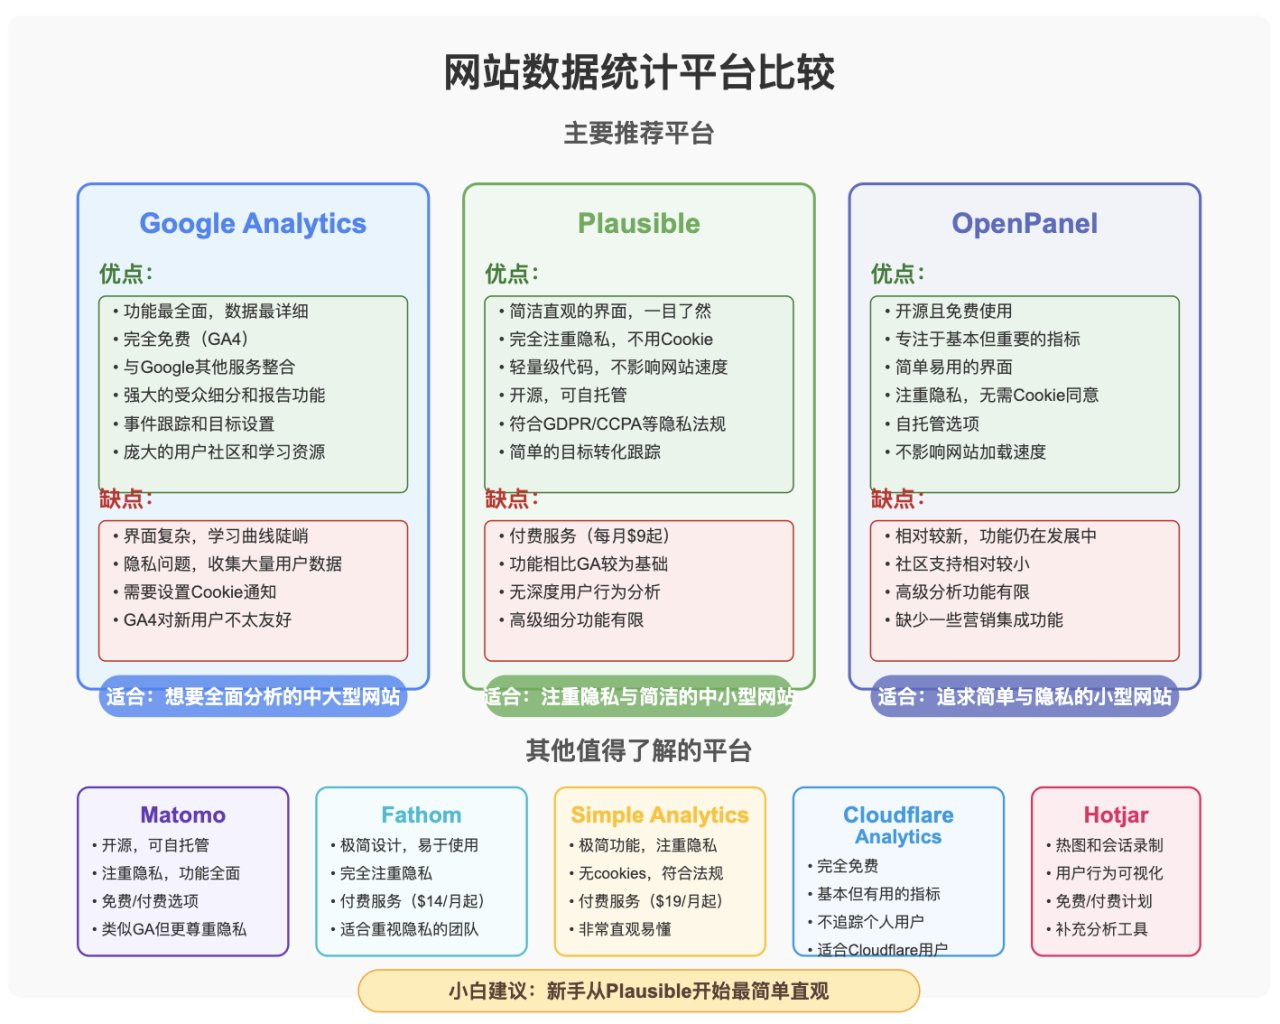 网站数据统计平台比较
主要推荐平台
Google Analytics
优点：
• 功能最全面，数据最详细
• 完全免费（GA4）
• 与Google其他服务整合
• 强大的受众细分和报告功能
• 事件跟踪和目标设置
• 庞大的用户社区和学习资源
缺点：
• 界面复杂，学习曲线陡峭
• 隐私问题，收集大量用户数据
• 需要设置Cookie通知
• GA4对新用户不太友好
适合：想要全面分析的中大型网站
Plausible
优点：
• 简洁直观的界面，一目了然
• 完全注重隐私，不用Cookie
• 轻量级代码，不影响网站速度
• 开源，可自托管
• 符合GDPR/CCPA等隐私法规
• 简单的目标转化跟踪
缺点：
• 付费服务（每月$9起）
• 功能相比GA较为基础
• 无深度用户行为分析
• 高级细分功能有限
适合：注重隐私与简洁的中小型网站
OpenPanel
优点：
• 开源且免费使用
• 专注于基本但重要的指标
• 简单易用的界面
• 注重隐私，无需Cookie同意
• 自托管选项
• 不影响网站加载速度
缺点：
• 相对较新，功能仍在发展中
• 社区支持相对较小
• 高级分析功能有限
• 缺少一些营销集成功能
适合：追求简单与隐私的小型网站
其他值得了解的平台
Matomo
• 开源，可自托管
• 注重隐私，功能全面
• 免费/付费选项
• 类似GA但更尊重隐私
Fathom
• 极简设计，易于使用
• 完全注重隐私
• 付费服务（$14/月起）
• 适合重视隐私的团队
Simple Analytics
• 极简功能，注重隐私
• 无cookies，符合法规
• 付费服务（$19/月起）
• 非常直观易懂
Cloudflare
Analytics
• 完全免费
• 基本但有用的指标
• 不追踪个人用户
• 适合Cloudflare用户
Hotjar
• 热图和会话录制
• 用户行为可视化
• 免费/付费计划
• 补充分析工具
小白建议：新手从Plausible开始最简单直观